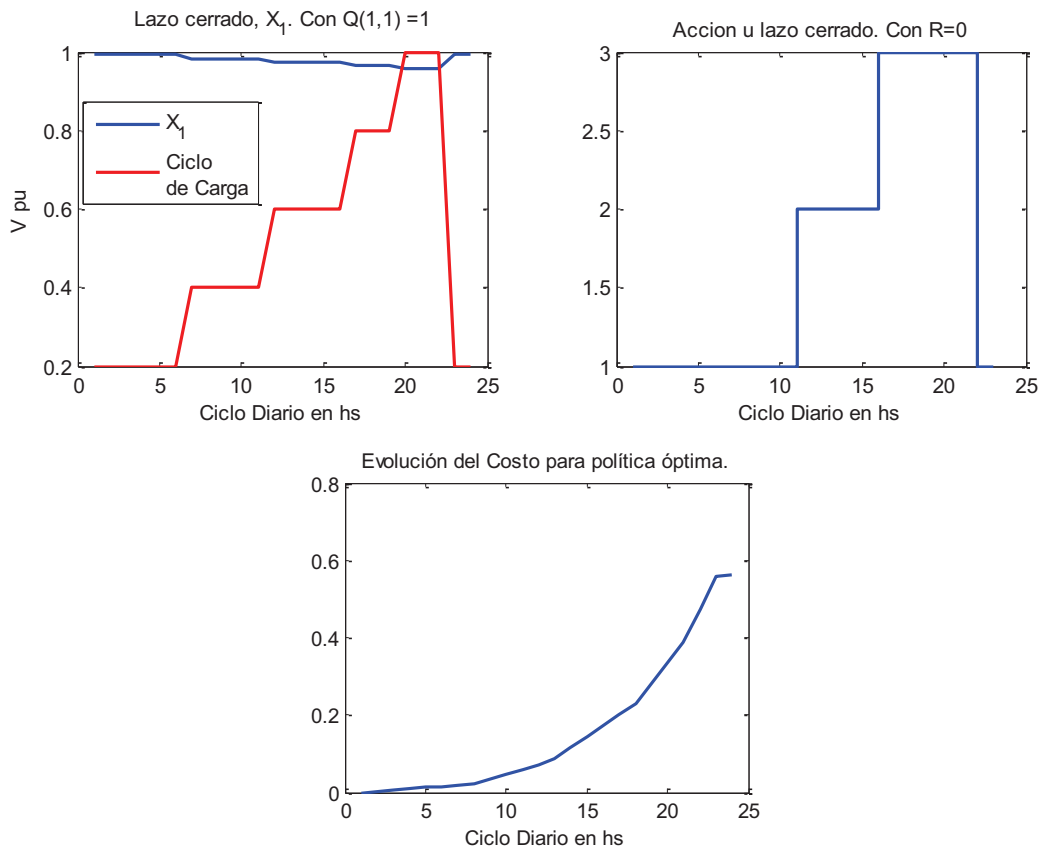 Lazo cerrado, X1. Con Q(1,1) =1
1
0.8
0.6
0.4
0.2
V pu
X1
Ciclo
de Carga
0 5 10 15 20 25
Ciclo Diario en hs
Accion u lazo cerrado. Con R=0
3
2.5
2
1.5
1
0 5 10 15 20 25
Ciclo Diario en hs
Evolución del Costo para política óptima.
0.8
0.6
0.4
0.2
0
0 5 10 15 20 25
Ciclo Diario en hs